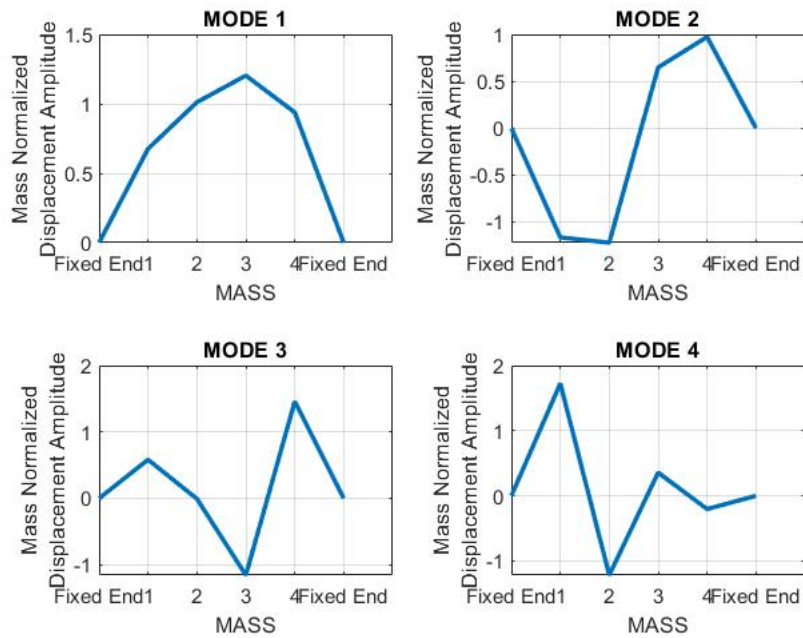 MODE 1
Mass Normalized
Displacement Amplitude
1.5
1
0.5
0
Fixed End1 2 3 4Fixed End
MASS
MODE 2
Mass Normalized
Displacement Amplitude
1
0.5
0
-0.5
-1
Fixed End1 2 3 4Fixed End
MASS
MODE 3
Mass Normalized
Displacement Amplitude
2
1
0
-1
Fixed End1 2 3 4Fixed End
MASS
MODE 4
Mass Normalized
Displacement Amplitude
2
1
0
-1
Fixed End1 2 3 4Fixed End
MASS